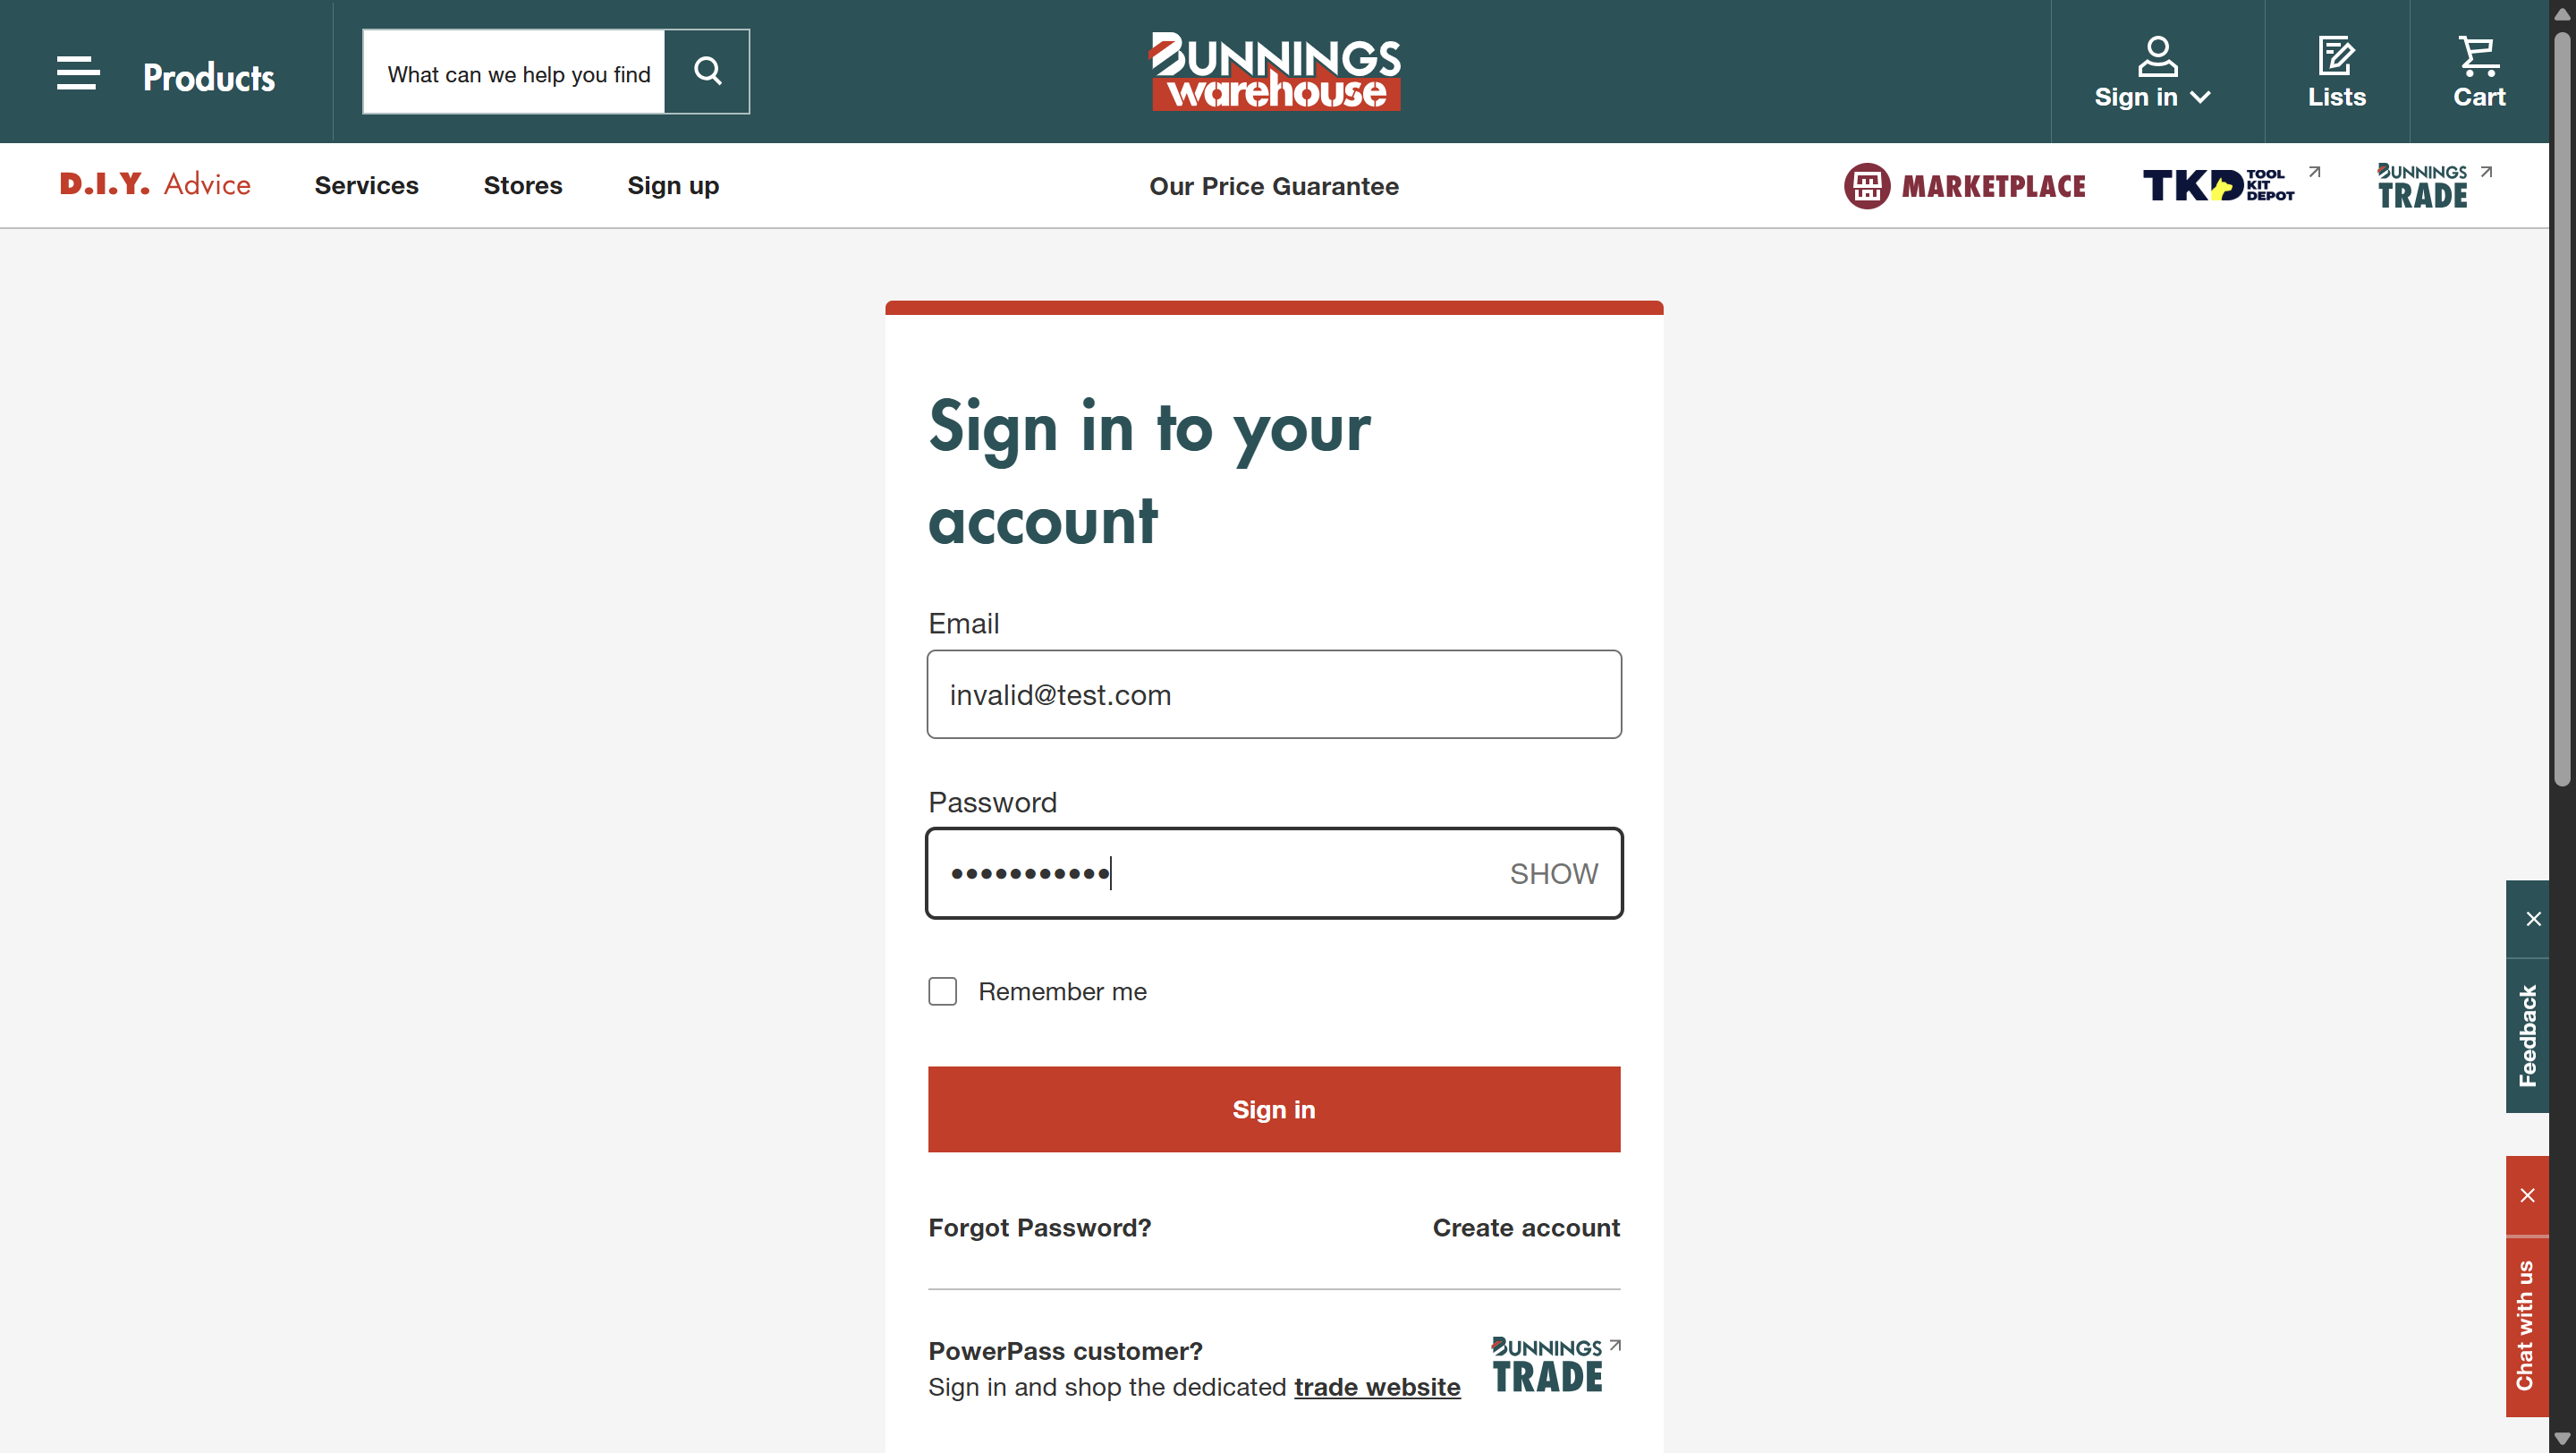 Products
What can we help you find
BUNNINGS
warehouse
Sign in
Lists
Cart
D.I.Y. Advice
Services
Stores
Sign up
Our Price Guarantee
MARKETPLACE
TKD TOOL
KIT
DEPOT
BUNNINGS
TRADE
Sign in to your
account
Email
invalid@test.com
Password
•••••••••••
SHOW
Remember me
Sign in
Forgot Password?
Create account
PowerPass customer?
Sign in and shop the dedicated trade website
BUNNINGS
TRADE
Feedback
Chat with us